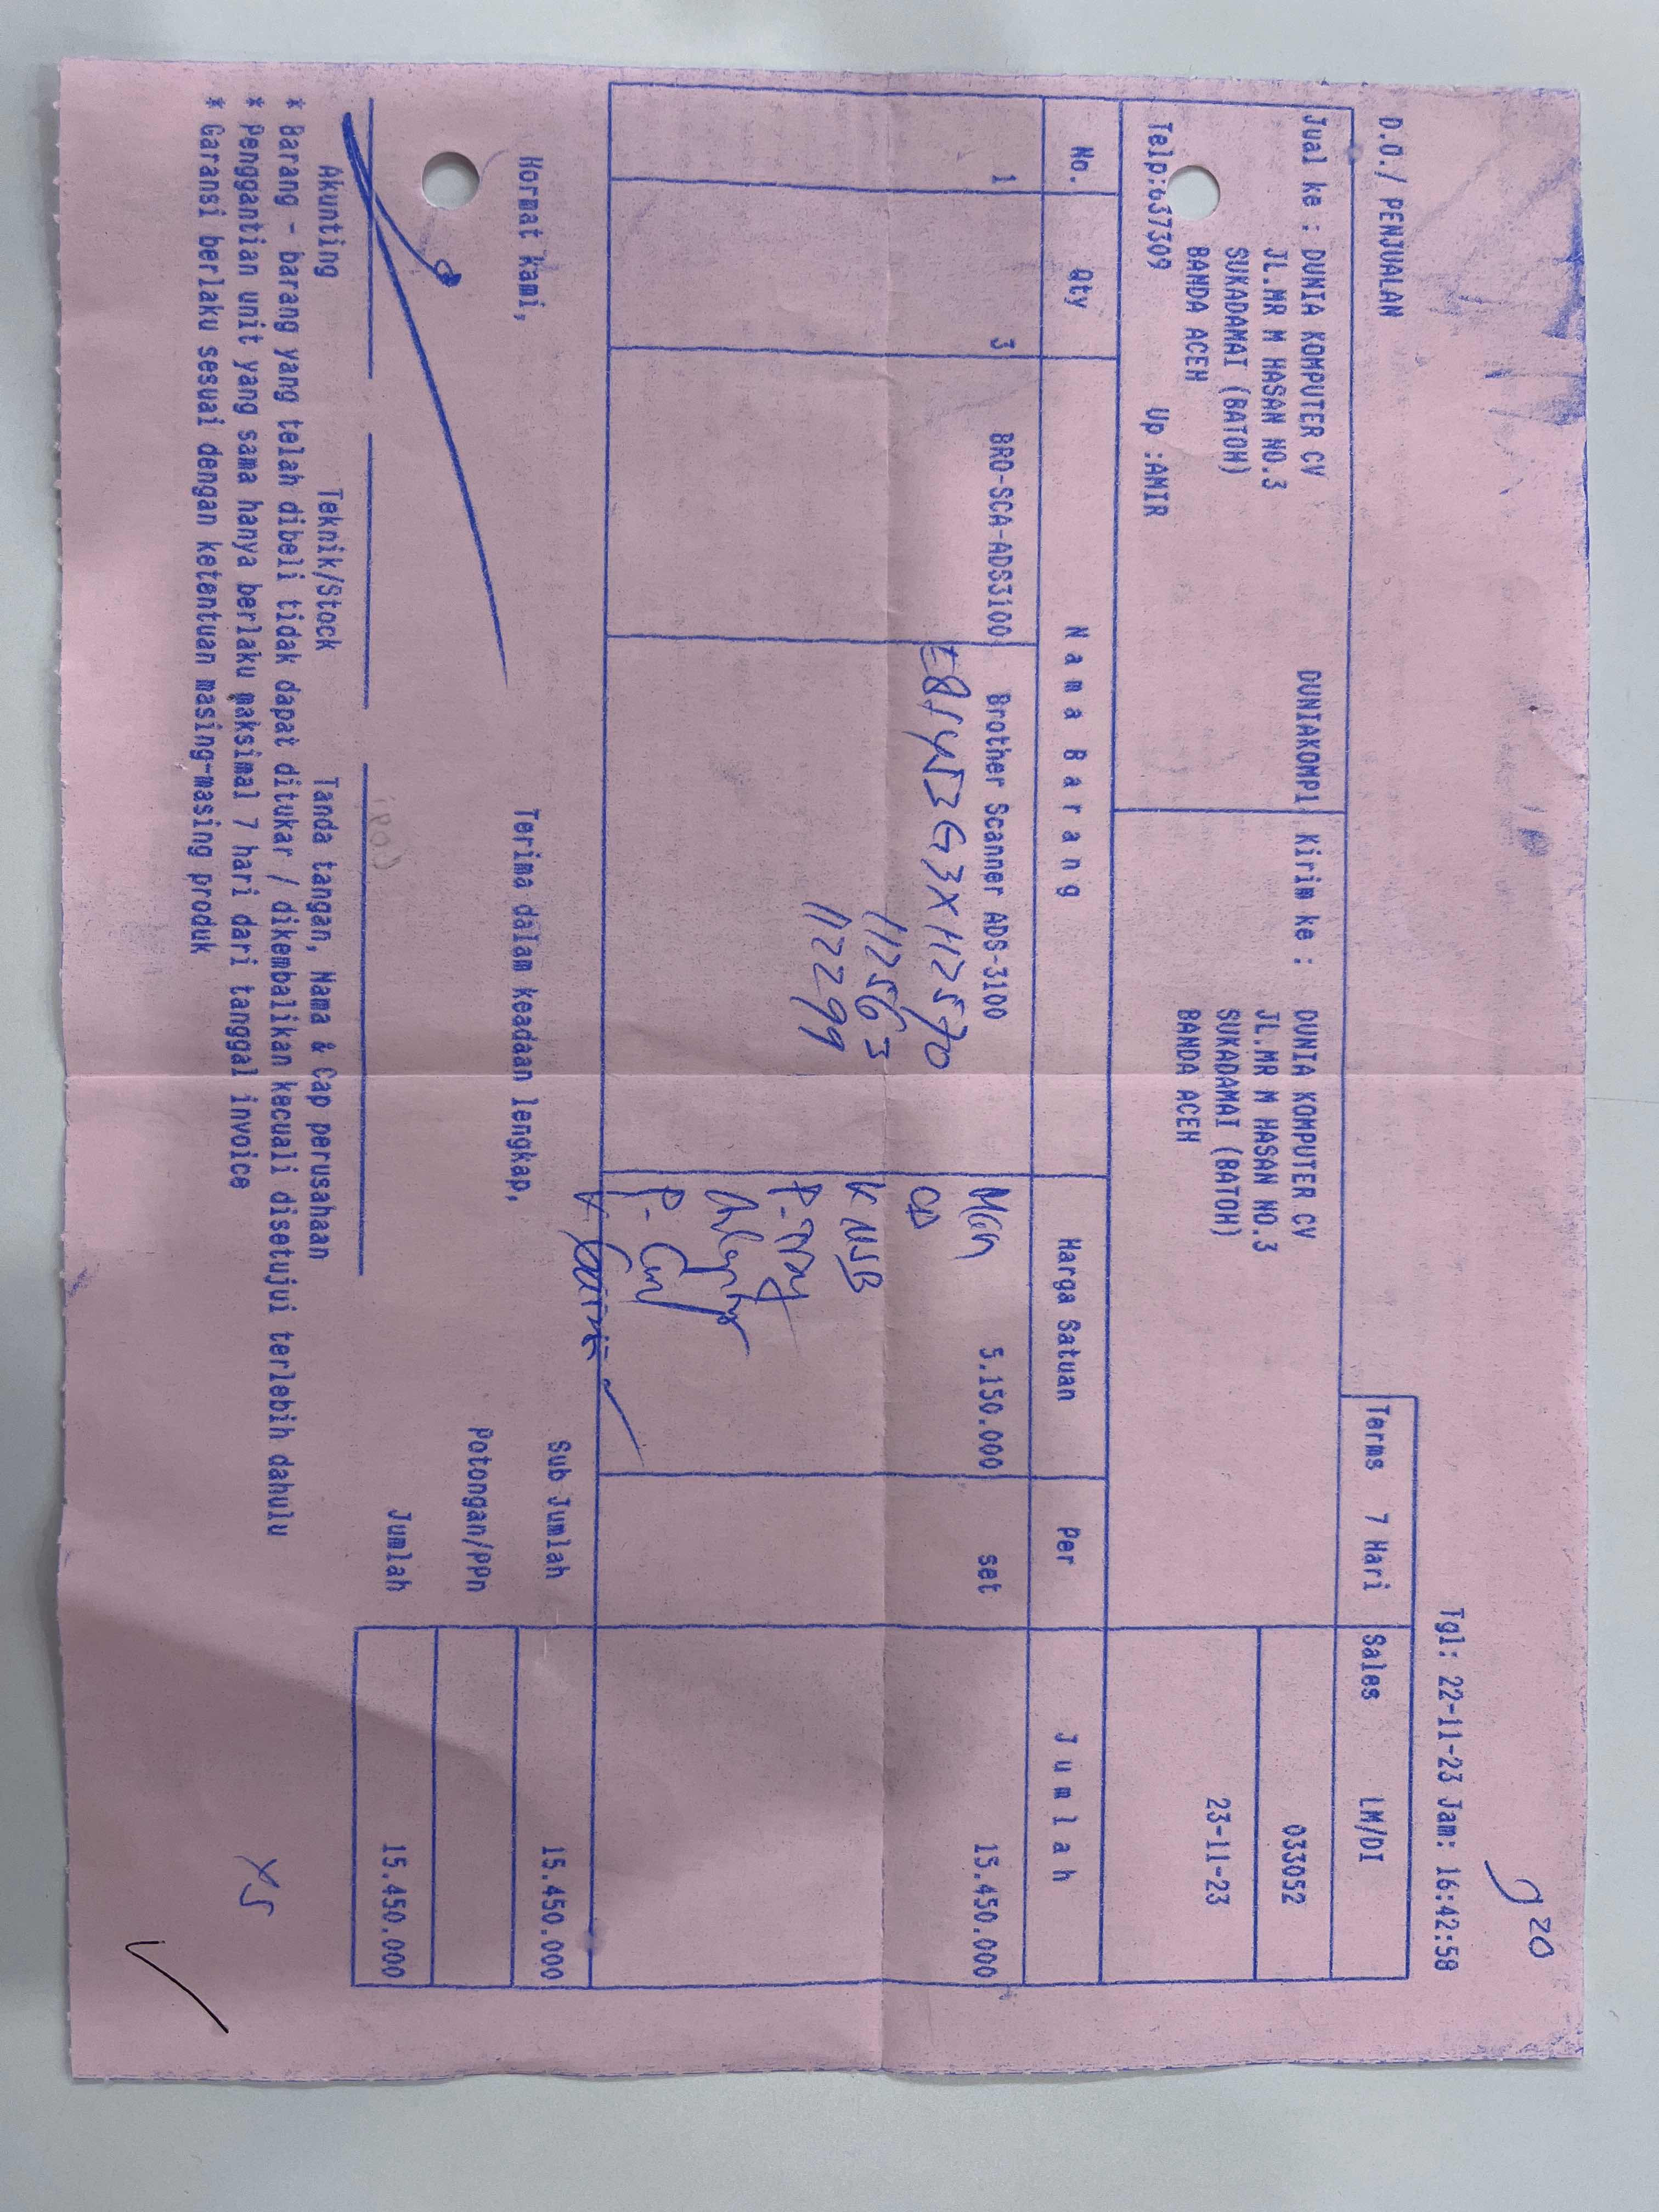 g20
Tgl: 22-11-23 Jam: 16:42:58
D.O./ PENJUALAN
Terms 7 Hari Sales LM/DI
Jual ke : DUNIA KOMPUTER CV DUNIAKOMP1 Kirim ke : DUNIA KOMPUTER CV 033052
JL.MR M HASAN NO.3 JL.MR M HASAN NO.3
SUKADAMAI (BATOH) SUKADAMAI (BATOH) 23-11-23
BANDA ACEH BANDA ACEH
Telp:637309 Up :AMIR
No. Qty Nama Barang Harga Satuan Per Jumlah
1 3 BRO-SCA-ADS3100 Brother Scanner ADS-3100 5.150.000 set 15.450.000
Man
CD
112563 K USB
112299 P-Tray
Sub Jumlah 15.450.000
Hormat kami, Terima dalam keadaan lengkap,
Potongan/PPn
Jumlah 15.450.000
Akunting Teknik/Stock Tanda tangan, Nama & Cap perusahaan
* Barang - barang yang telah dibeli tidak dapat ditukar / dikembalikan kecuali disetujui terlebih dahulu
* Penggantian unit yang sama hanya berlaku maksimal 7 hari dari tanggal invoice
* Garansi berlaku sesuai dengan ketentuan masing-masing produk